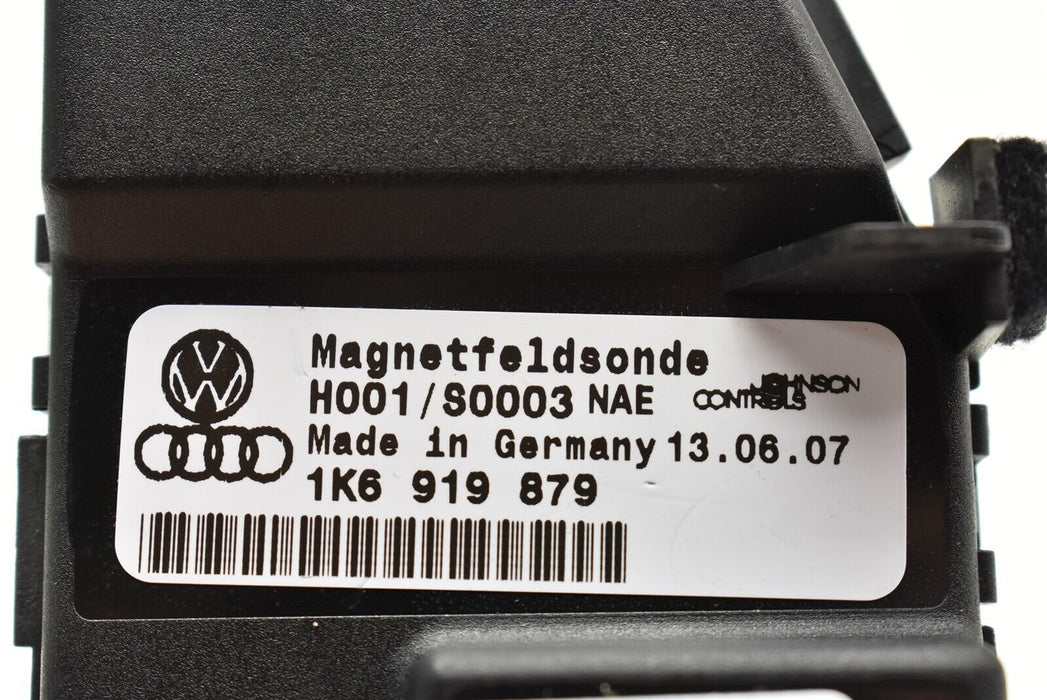 Magnetfeldsonde
H001/S0003 NAE
JOHNSON
CONTROLS
Made in Germany 13.06.07
1K6 919 879